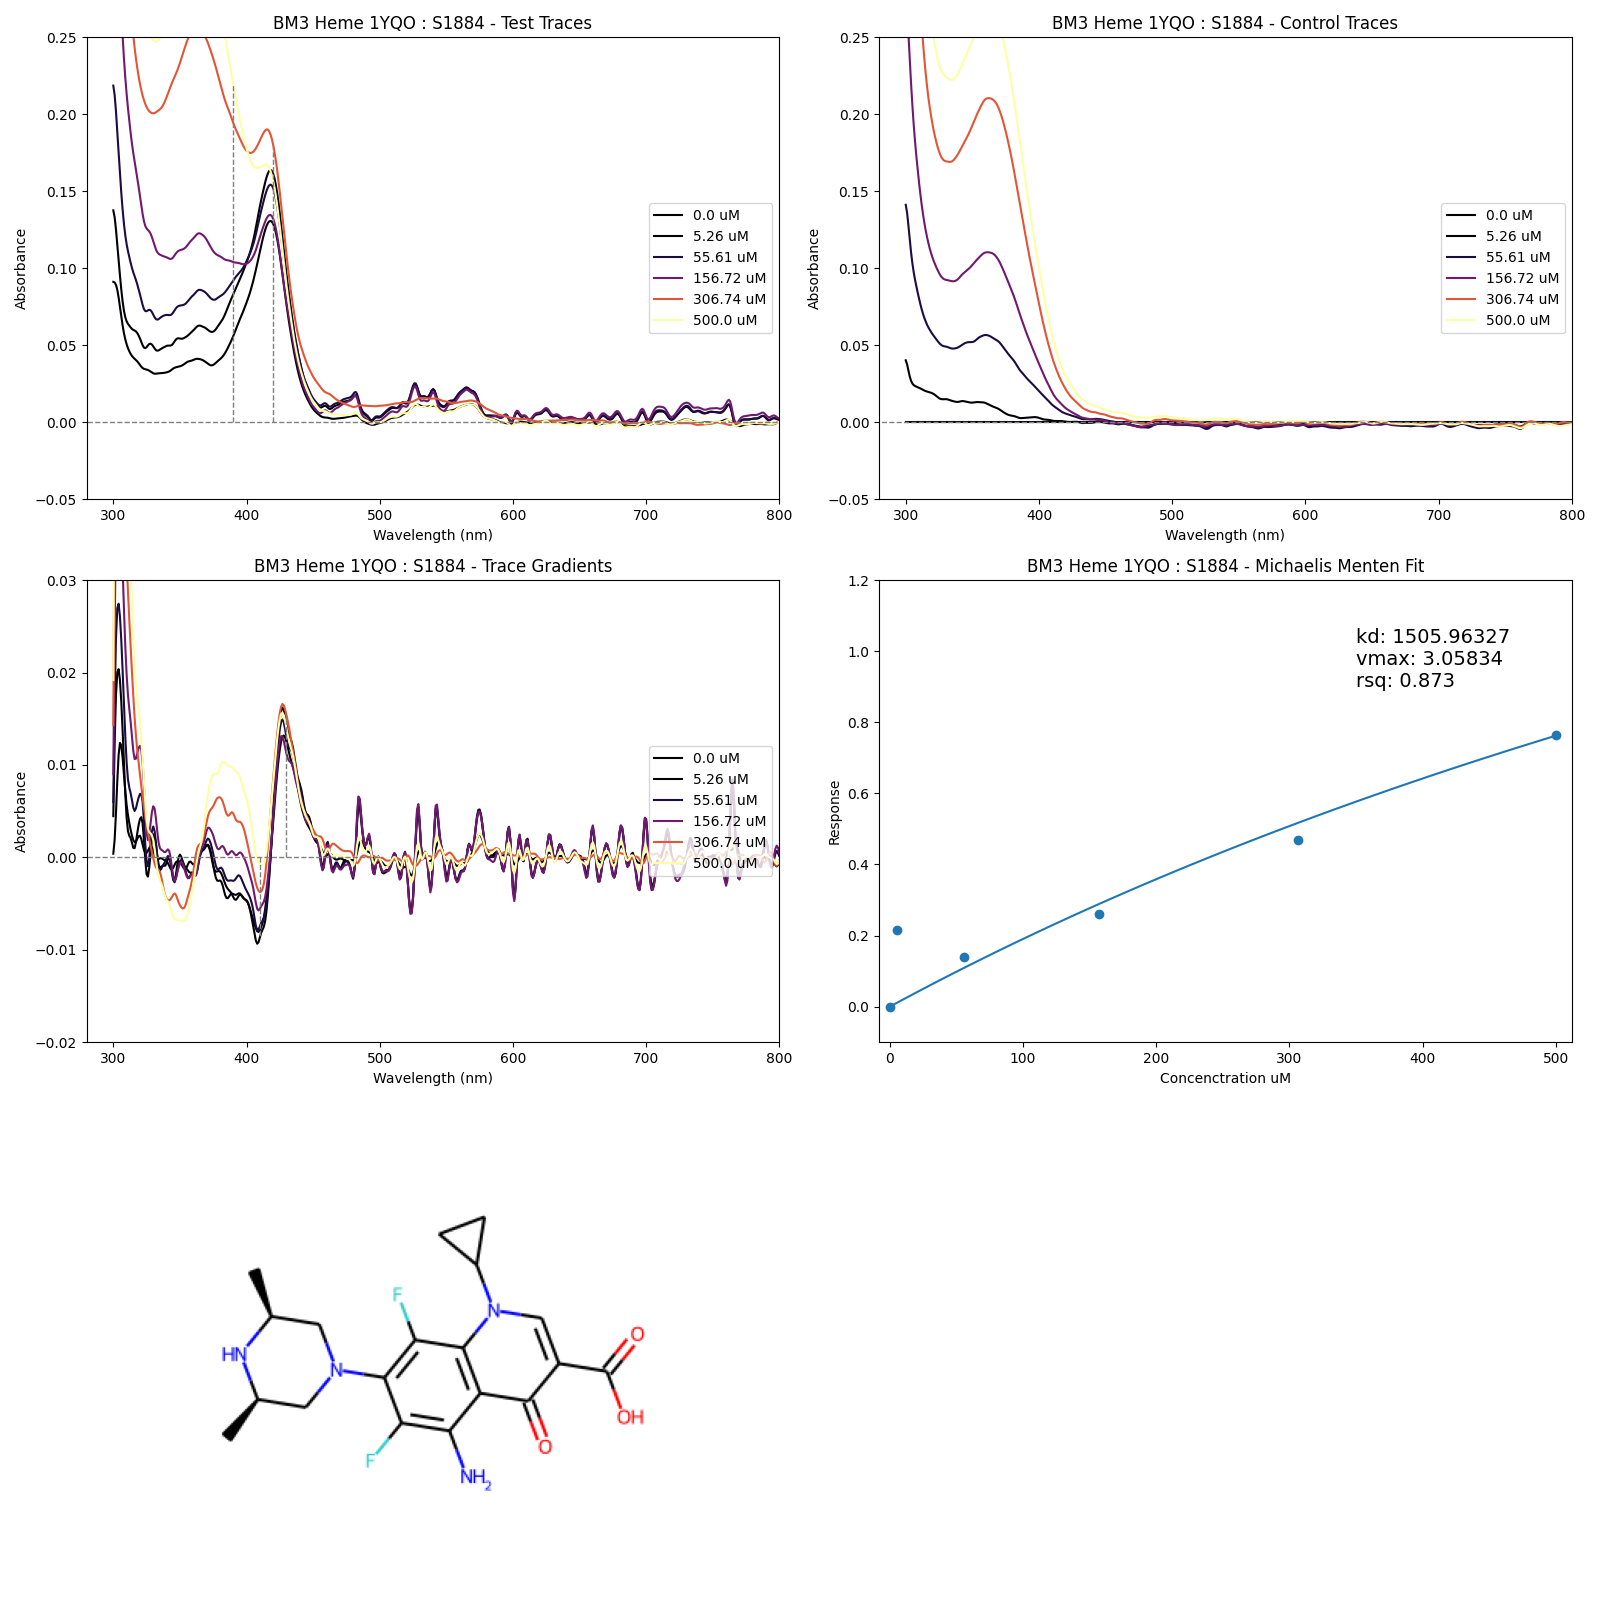 BM3 Heme 1YQO : S1884 - Test Traces
0.25
0.20
0.15
0.10
0.05
0.00
−0.05
Absorbance
300
400
500
600
700
800
Wavelength (nm)
0.0 uM
5.26 uM
55.61 uM
156.72 uM
306.74 uM
500.0 uM
BM3 Heme 1YQO : S1884 - Control Traces
0.25
0.20
0.15
0.10
0.05
0.00
−0.05
Absorbance
300
400
500
600
700
800
Wavelength (nm)
0.0 uM
5.26 uM
55.61 uM
156.72 uM
306.74 uM
500.0 uM
BM3 Heme 1YQO : S1884 - Trace Gradients
0.03
0.02
0.01
0.00
−0.01
−0.02
Absorbance
300
400
500
600
700
800
Wavelength (nm)
0.0 uM
5.26 uM
55.61 uM
156.72 uM
306.74 uM
500.0 uM
BM3 Heme 1YQO : S1884 - Michaelis Menten Fit
1.2
1.0
0.8
0.6
0.4
0.2
0.0
Response
kd: 1505.96327
vmax: 3.05834
rsq: 0.873
0
100
200
300
400
500
Concenctration uM
F
N
O
HN
N
OH
O
F
NH2